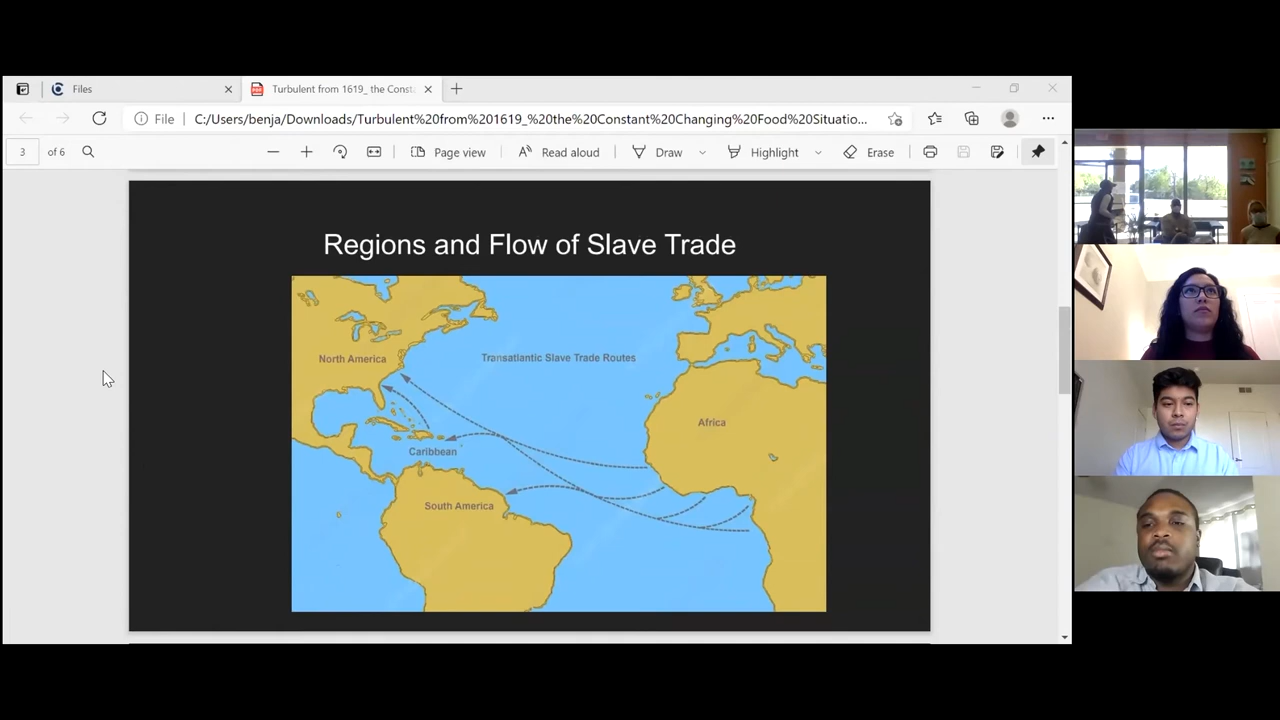 Files
Turbulent from 1619_ the Consta
File
C:/Users/benja/Downloads/Turbulent%20from%201619_%20the%20Constant%20Changing%20Food%20Situatio...
3
of 6
Page view
Read aloud
Draw
Highlight
Erase
Regions and Flow of Slave Trade
North America
Transatlantic Slave Trade Routes
Africa
Caribbean
South America